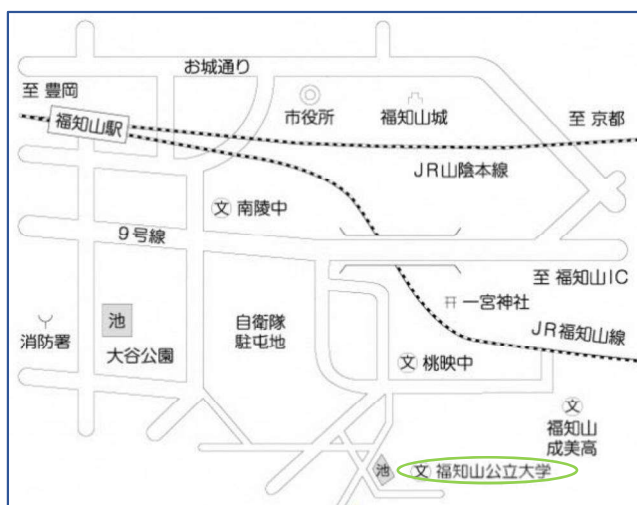 お城通り
至 豊岡
市役所
福知山城
至 京都
福知山駅
JR山陰本線
文 南陵中
9号線
至 福知山IC
一宮神社
池
自衛隊
駐屯地
消防署
大谷公園
JR福知山線
文 桃映中
文
福知山
成美高
池
文 福知山公立大学